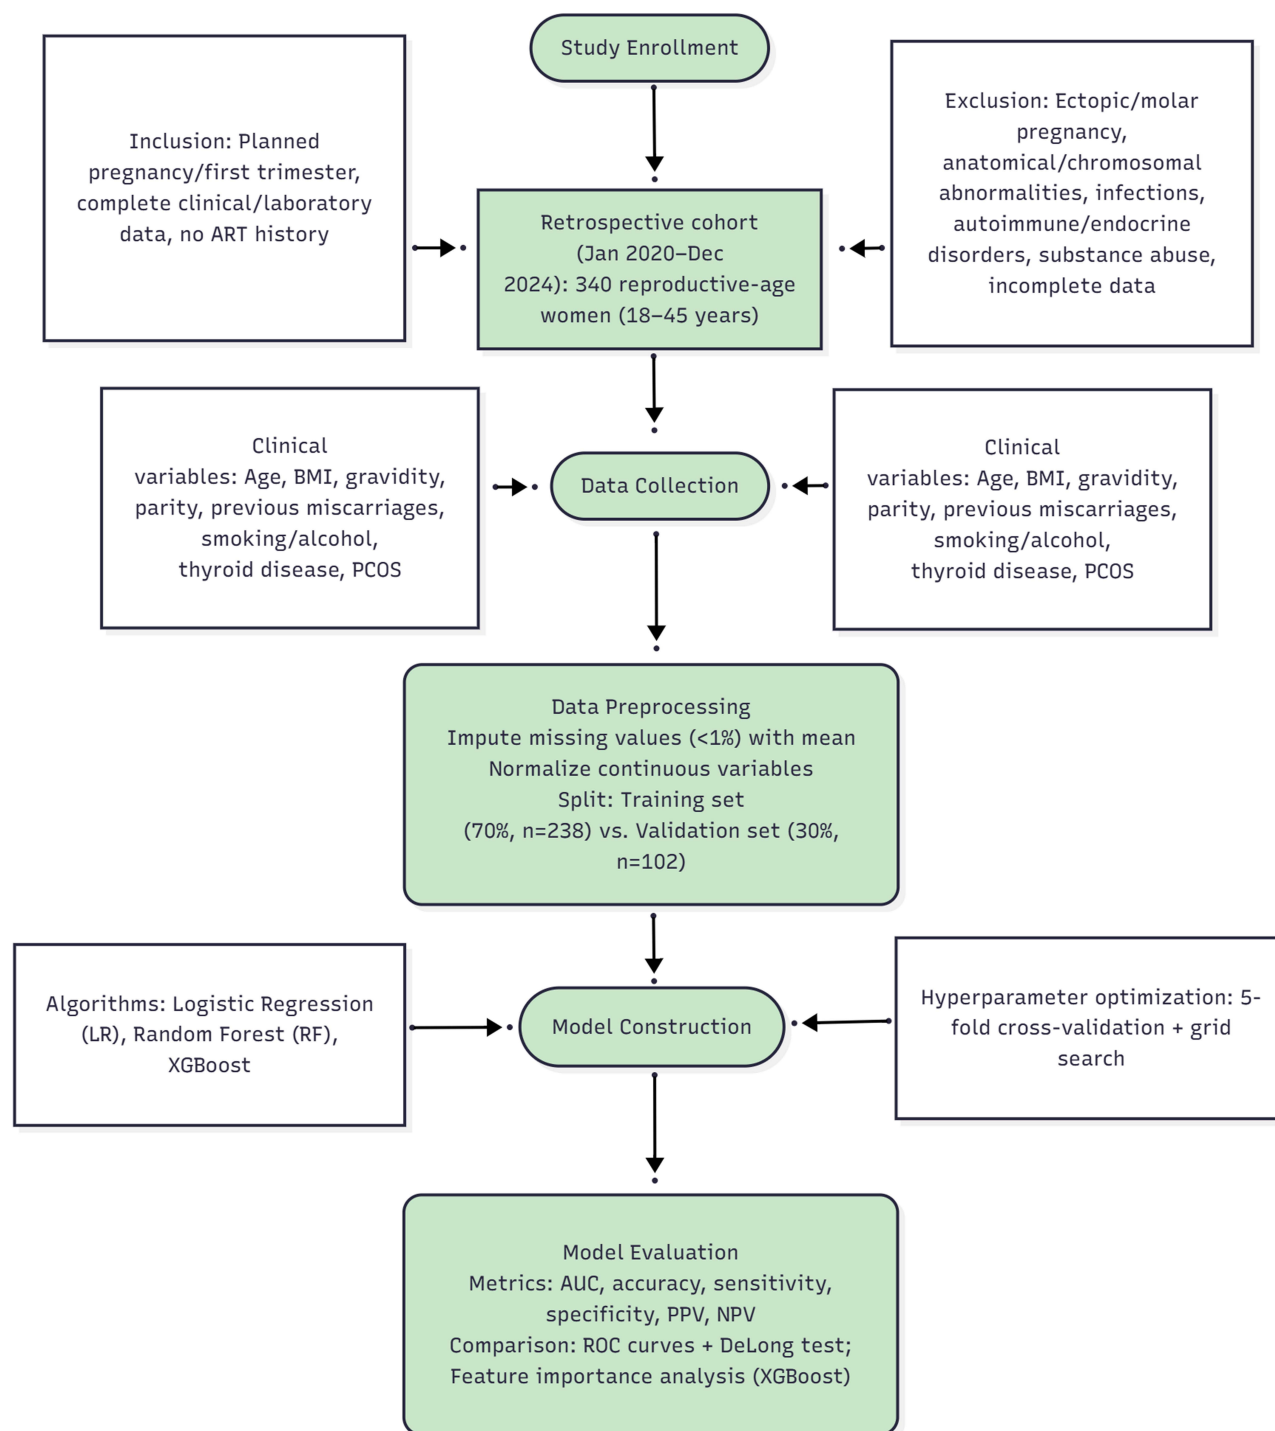 Study Enrollment
Inclusion: Planned
pregnancy/first trimester,
complete clinical/laboratory
data, no ART history
Retrospective cohort
(Jan 2020–Dec
2024): 340 reproductive-age
women (18–45 years)
Exclusion: Ectopic/molar
pregnancy,
anatomical/chromosomal
abnormalities, infections,
autoimmune/endocrine
disorders, substance abuse,
incomplete data
Clinical
variables: Age, BMI, gravidity,
parity, previous miscarriages,
smoking/alcohol,
thyroid disease, PCOS
Data Collection
Clinical
variables: Age, BMI, gravidity,
parity, previous miscarriages,
smoking/alcohol,
thyroid disease, PCOS
Data Preprocessing
Impute missing values (<1%) with mean
Normalize continuous variables
Split: Training set
(70%, n=238) vs. Validation set (30%,
n=102)
Algorithms: Logistic Regression
(LR), Random Forest (RF),
XGBoost
Model Construction
Hyperparameter optimization: 5-
fold cross-validation + grid
search
Model Evaluation
Metrics: AUC, accuracy, sensitivity,
specificity, PPV, NPV
Comparison: ROC curves + DeLong test;
Feature importance analysis (XGBoost)